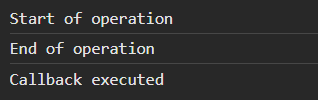 Start of operation
End of operation
Callback executed